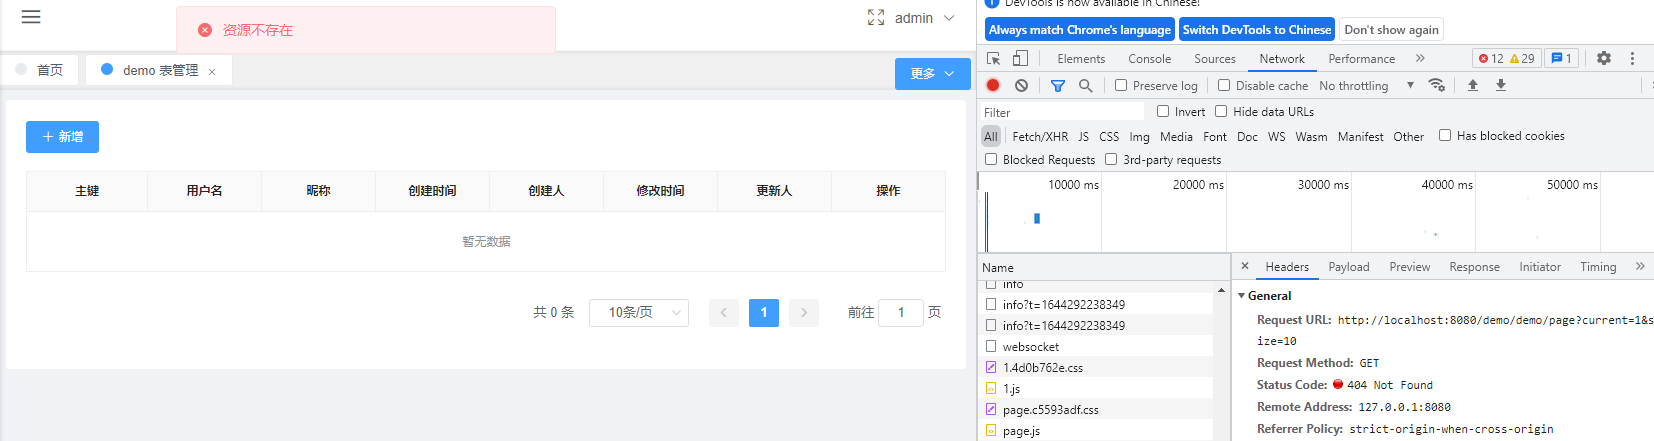 资源不存在
admin
首页
demo 表管理 ×
更多
+ 新增
主键 用户名 昵称 创建时间 创建人 修改时间 更新人 操作
暂无数据
共 0 条 10条/页 < 1 > 前往 1 页
DevTools is now available in Chinese!
Always match Chrome's language Switch DevTools to Chinese Don't show again
Elements Console Sources Network Performance » 12 29 1
Preserve log Disable cache No throttling
Filter Invert Hide data URLs
All Fetch/XHR JS CSS Img Media Font Doc WS Wasm Manifest Other Has blocked cookies
Blocked Requests 3rd-party requests
10000 ms 20000 ms 30000 ms 40000 ms 50000 ms
Name
info
info?t=1644292238349
info?t=1644292238349
websocket
1.4d0b762e.css
1.js
page.c5593adf.css
page.js
× Headers Payload Preview Response Initiator Timing »
General
Request URL: http://localhost:8080/demo/demo/page?current=1&s
ize=10
Request Method: GET
Status Code: 404 Not Found
Remote Address: 127.0.0.1:8080
Referrer Policy: strict-origin-when-cross-origin